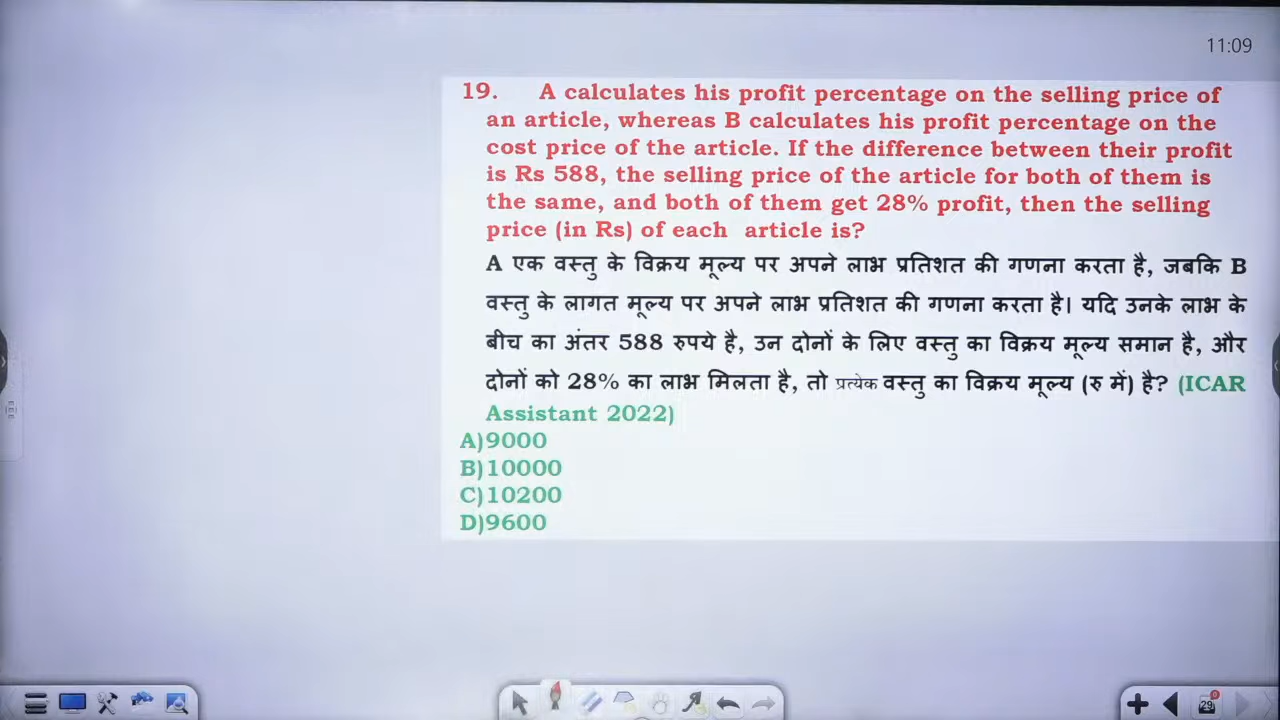 11:09
19. A calculates his profit percentage on the selling price of
an article, whereas B calculates his profit percentage on the
cost price of the article. If the difference between their profit
is Rs 588, the selling price of the article for both of them is
the same, and both of them get 28% profit, then the selling
price (in Rs) of each article is?
A एक वस्तु के विक्रय मूल्य पर अपने लाभ प्रतिशत की गणना करता है, जबकि B
वस्तु के लागत मूल्य पर अपने लाभ प्रतिशत की गणना करता है। यदि उनके लाभ के
बीच का अंतर 588 रुपये है, उन दोनों के लिए वस्तु का विक्रय मूल्य समान है, और
दोनों को 28% का लाभ मिलता है, तो प्रत्येक वस्तु का विक्रय मूल्य (रु में) है? (ICAR
Assistant 2022)
A)9000
B)10000
C)10200
D)9600
29